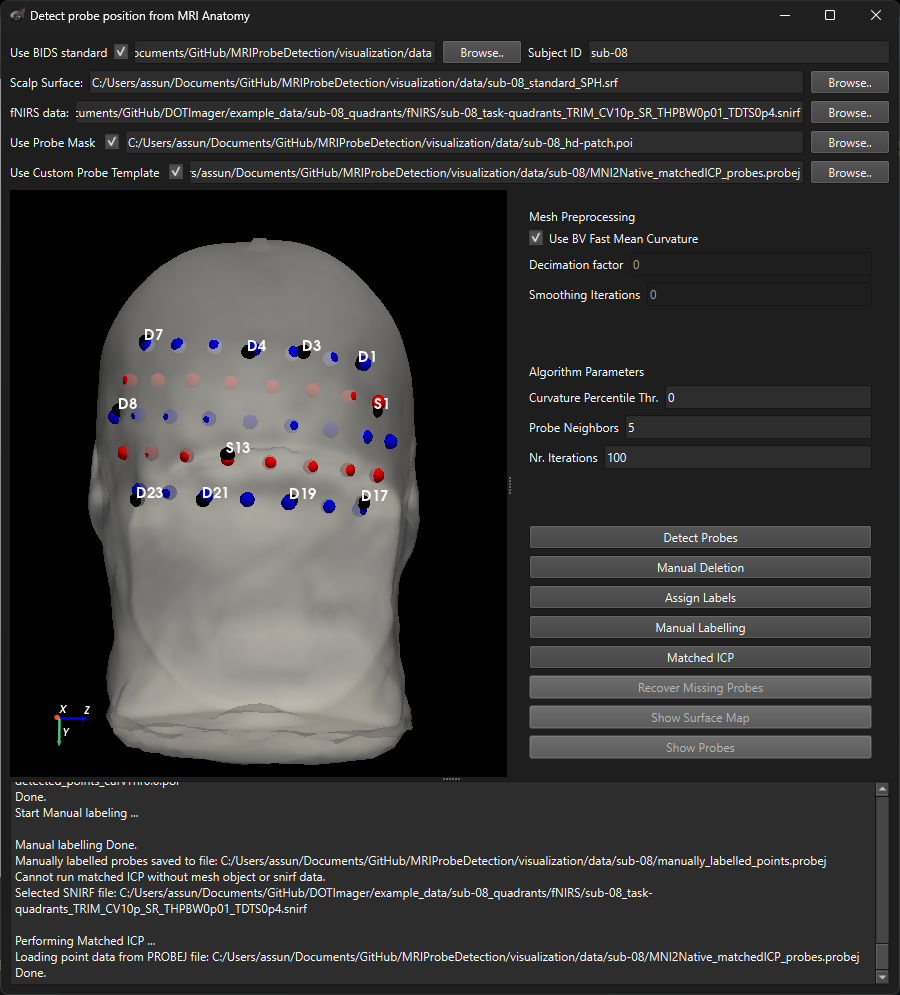 Detect probe position from MRI Anatomy
Use BIDS standard ocuments/GitHub/MRIProbeDetection/visualization/data Browse.. Subject ID sub-08
Scalp Surface: C:/Users/assun/Documents/GitHub/MRIProbeDetection/visualization/data/sub-08_standard_SPH.srf Browse..
fNIRS data: :uments/GitHub/DOTImager/example_data/sub-08_quadrants/fNIRS/sub-08_task-quadrants_TRIM_CV10p_SR_THPBW0p01_TDTS0p4.snirf Browse..
Use Probe Mask C:/Users/assun/Documents/GitHub/MRIProbeDetection/visualization/data/sub-08_hd-patch.poi Browse..
Use Custom Probe Template rs/assun/Documents/GitHub/MRIProbeDetection/visualization/data/sub-08/MNI2Native_matchedICP_probes.probej Browse..
Mesh Preprocessing
Use BV Fast Mean Curvature
Decimation factor 0
Smoothing Iterations 0
Algorithm Parameters
Curvature Percentile Thr. 0
Probe Neighbors 5
Nr. Iterations 100
Detect Probes
Manual Deletion
Assign Labels
Manual Labelling
Matched ICP
Recover Missing Probes
Show Surface Map
Show Probes
D7 D4 D3 D1
D8 S1
S13
D23 D21 D19 D17
X Z
Y
detected_points_curvThr0.0.poi
Done.
Start Manual labeling ...
Manual labelling Done.
Manually labelled probes saved to file: C:/Users/assun/Documents/GitHub/MRIProbeDetection/visualization/data/sub-08/manually_labelled_points.probej
Cannot run matched ICP without mesh object or snirf data.
Selected SNIRF file: C:/Users/assun/Documents/GitHub/DOTImager/example_data/sub-08_quadrants/fNIRS/sub-08_task-
quadrants_TRIM_CV10p_SR_THPBW0p01_TDTS0p4.snirf
Performing Matched ICP ...
Loading point data from PROBEJ file: C:/Users/assun/Documents/GitHub/MRIProbeDetection/visualization/data/sub-08/MNI2Native_matchedICP_probes.probej
Done.